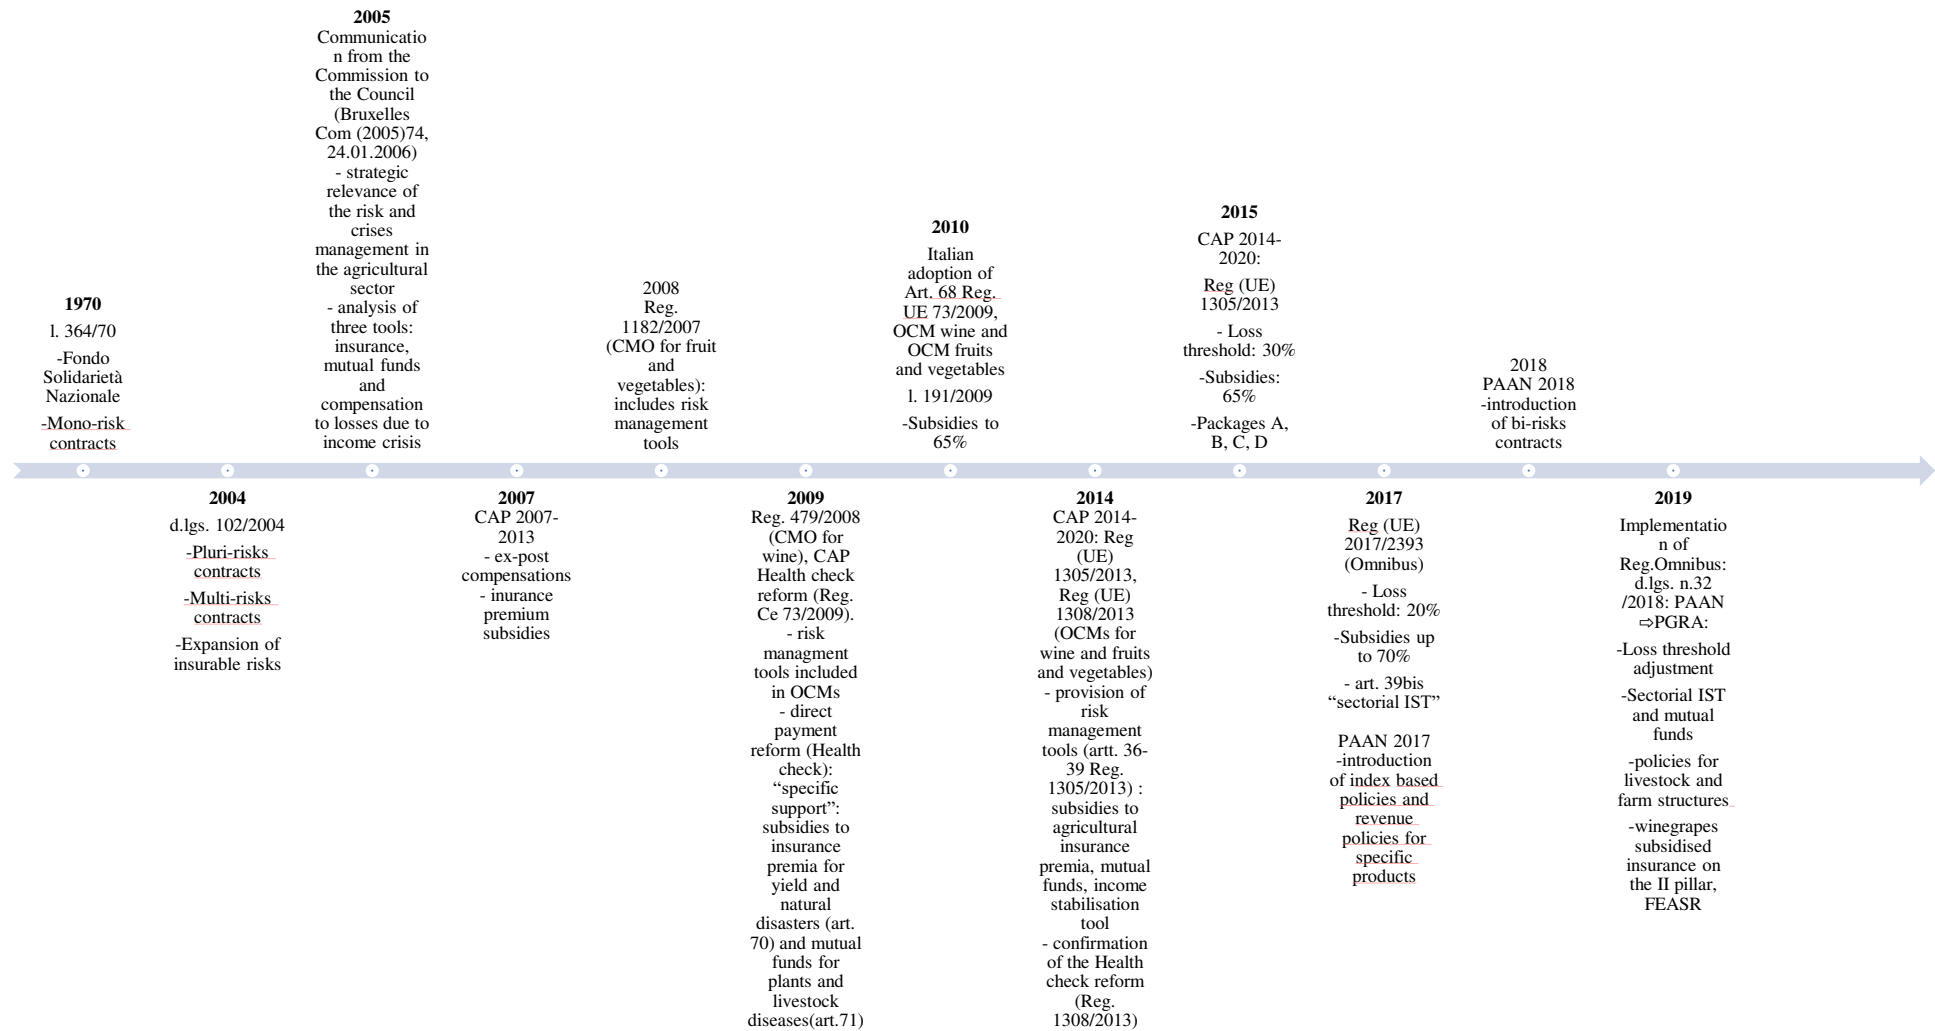 1970
l. 364/70
-Fondo
Solidarietà
Nazionale
-Mono-risk
contracts
2004
d.lgs. 102/2004
-Pluri-risks
contracts
-Multi-risks
contracts
-Expansion of
insurable risks
2005
Communicatio
n from the
Commission to
the Council
(Bruxelles
Com (2005)74,
24.01.2006)
- strategic
relevance of
the risk and
crises
management in
the agricultural
sector
- analysis of
three tools:
insurance,
mutual funds
and
compensation
to losses due to
income crisis
2007
CAP 2007-
2013
- ex-post
compensations
- inurance
premium
subsidies
2008
Reg.
1182/2007
(CMO for fruit
and
vegetables):
includes risk
management
tools
2009
Reg. 479/2008
(CMO for
wine), CAP
Health check
reform (Reg.
Ce 73/2009).
- risk
managment
tools included
in OCMs
- direct
payment
reform (Health
check):
“specific
support”:
subsidies to
insurance
premia for
yield and
natural
disasters (art.
70) and mutual
funds for
plants and
livestock
diseases(art.71)
2010
Italian
adoption of
Art. 68 Reg.
UE 73/2009,
OCM wine and
OCM fruits
and vegetables
l. 191/2009
-Subsidies to
65%
2014
CAP 2014-
2020: Reg
(UE)
1305/2013,
Reg (UE)
1308/2013
(OCMs for
wine and fruits
and vegetables)
- provision of
risk
management
tools (artt. 36-
39 Reg.
1305/2013) :
subsidies to
agricultural
insurance
premia, mutual
funds, income
stabilisation
tool
- confirmation
of the Health
check reform
(Reg.
1308/2013)
2015
CAP 2014-
2020:
Reg (UE)
1305/2013
- Loss
threshold: 30%
-Subsidies:
65%
-Packages A,
B, C, D
2017
Reg (UE)
2017/2393
(Omnibus)
- Loss
threshold: 20%
-Subsidies up
to 70%
- art. 39bis
“sectorial IST”
PAAN 2017
-introduction
of index based
policies and
revenue
policies for
specific
products
2018
PAAN 2018
-introduction
of bi-risks
contracts
2019
Implementatio
n of
Reg.Omnibus:
d.lgs. n.32
/2018: PAAN
⇨PGRA:
-Loss threshold
adjustment
-Sectorial IST
and mutual
funds
-policies for
livestock and
farm structures
-winegrapes
subsidised
insurance on
the II pillar,
FEASR